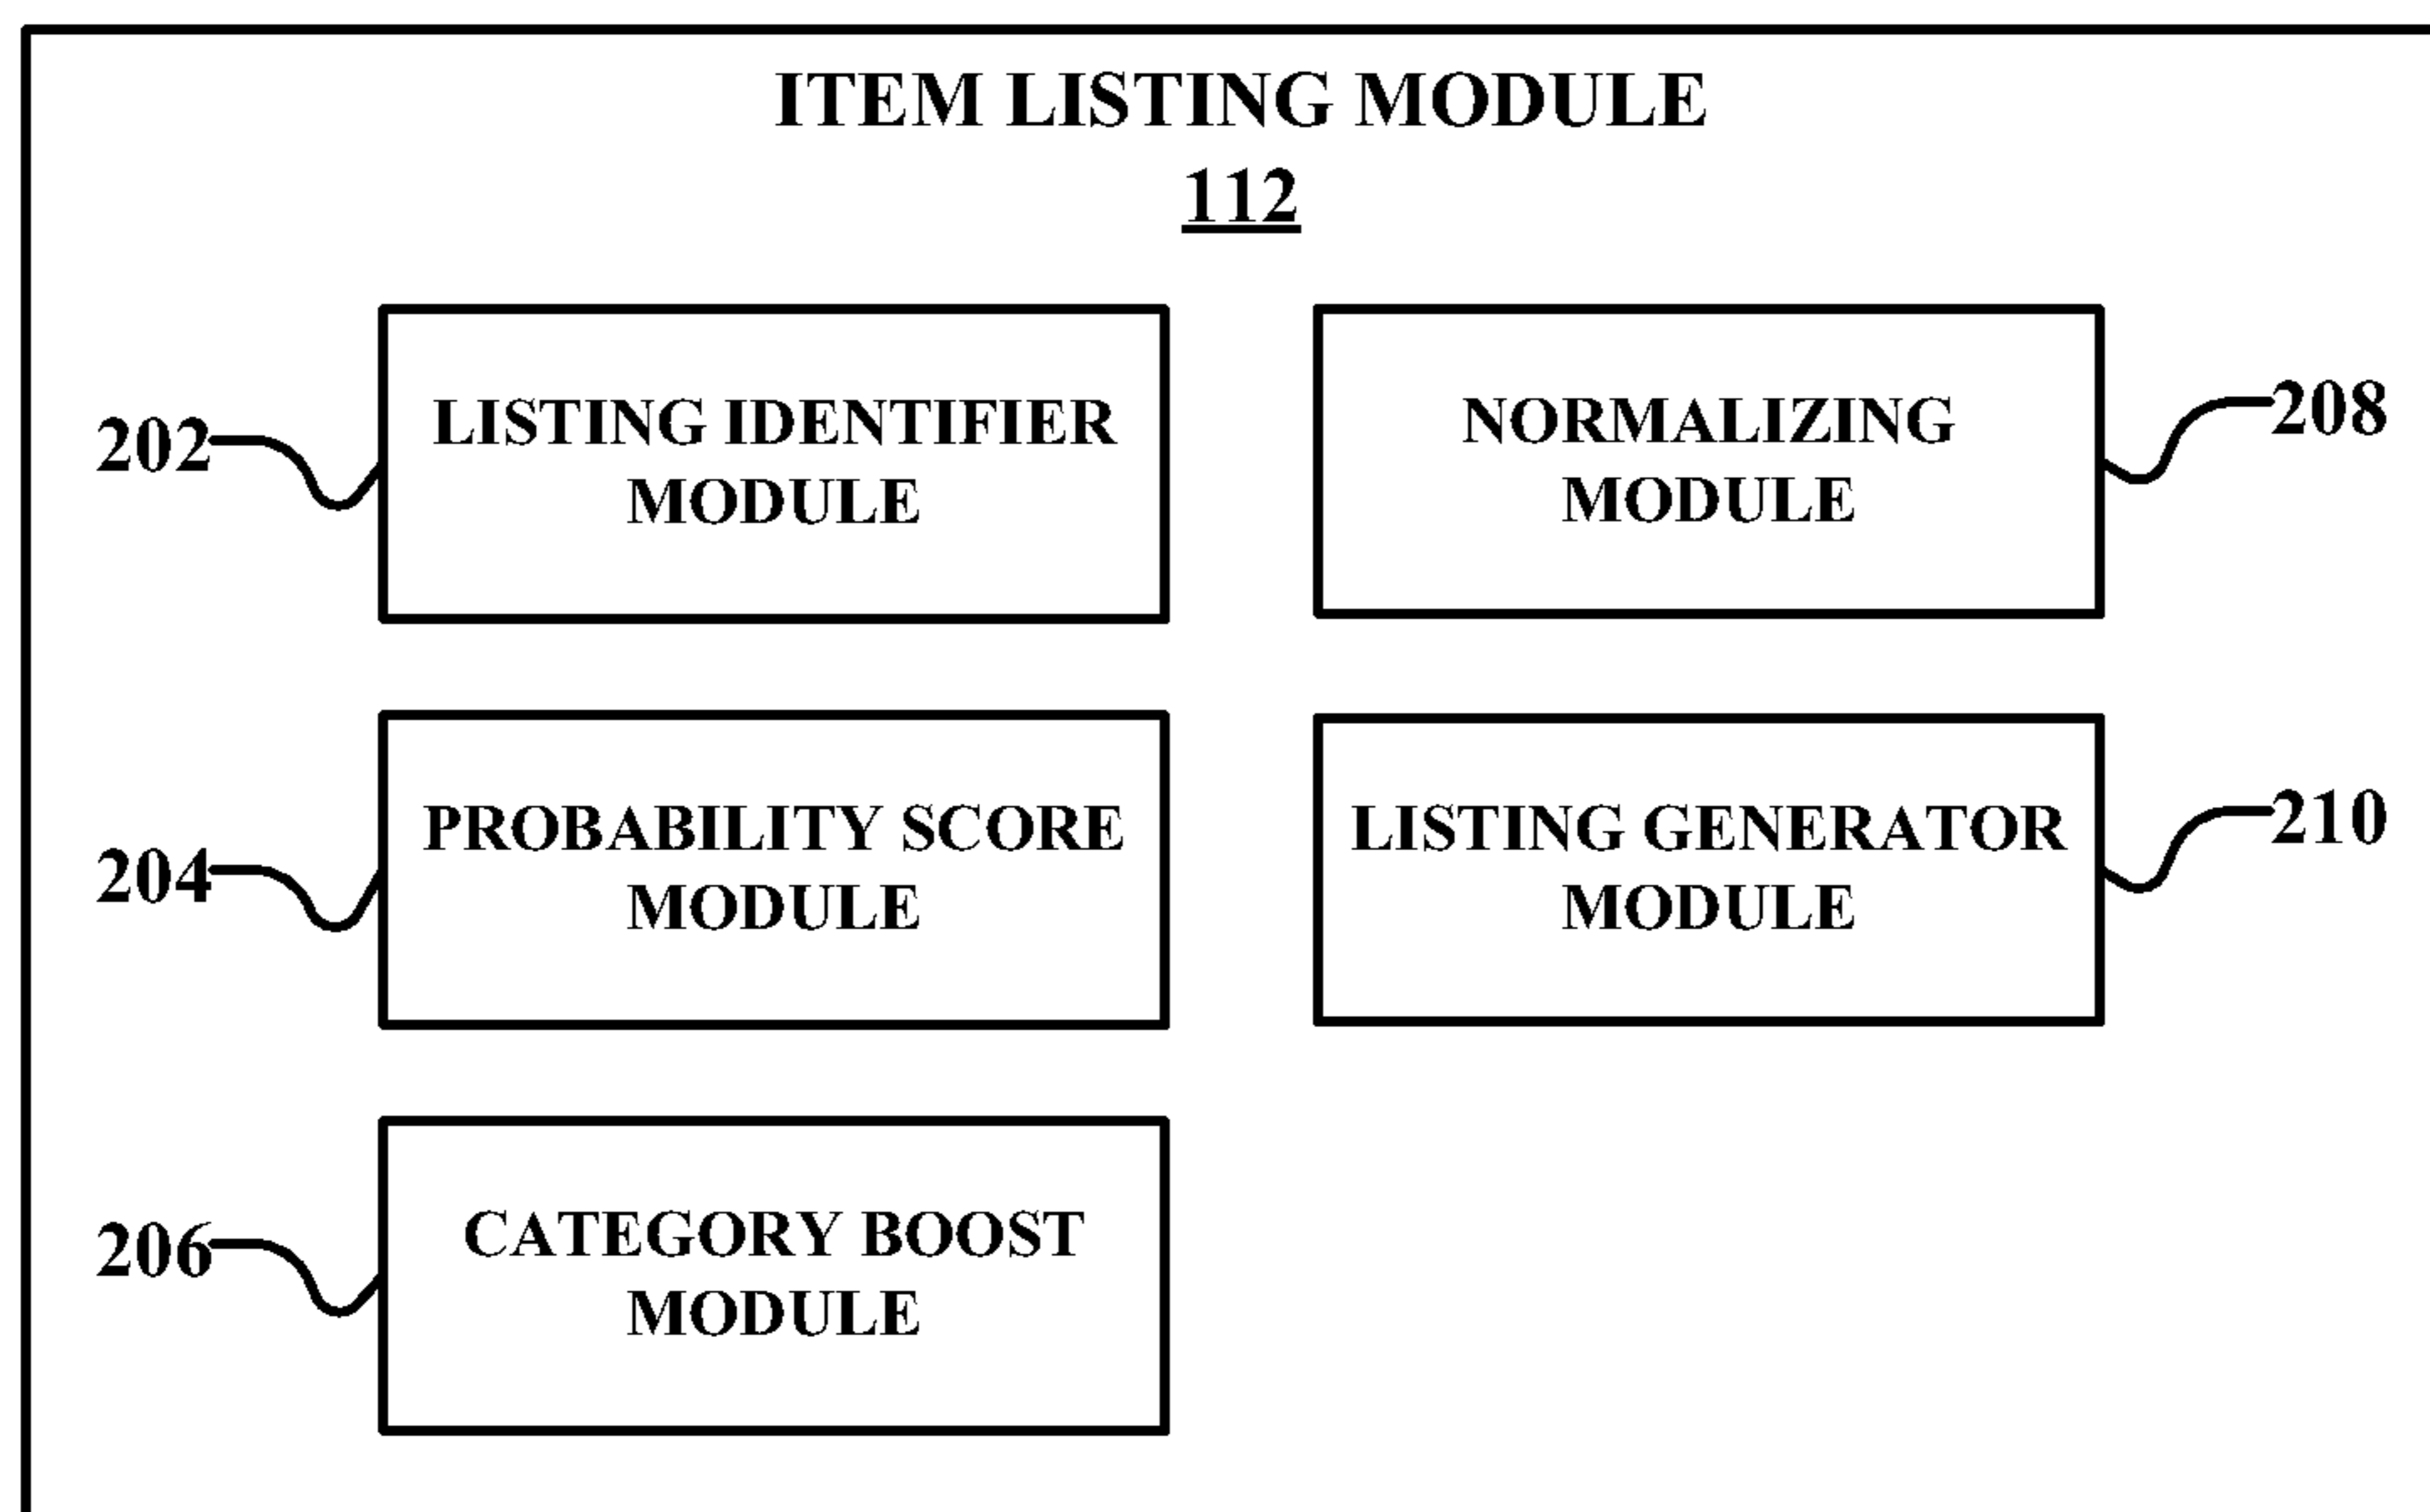 ITEM LISTING MODULE
112
202
LISTING IDENTIFIER
MODULE
204
PROBABILITY SCORE
MODULE
206
CATEGORY BOOST
MODULE
NORMALIZING
MODULE
208
LISTING GENERATOR
MODULE
210